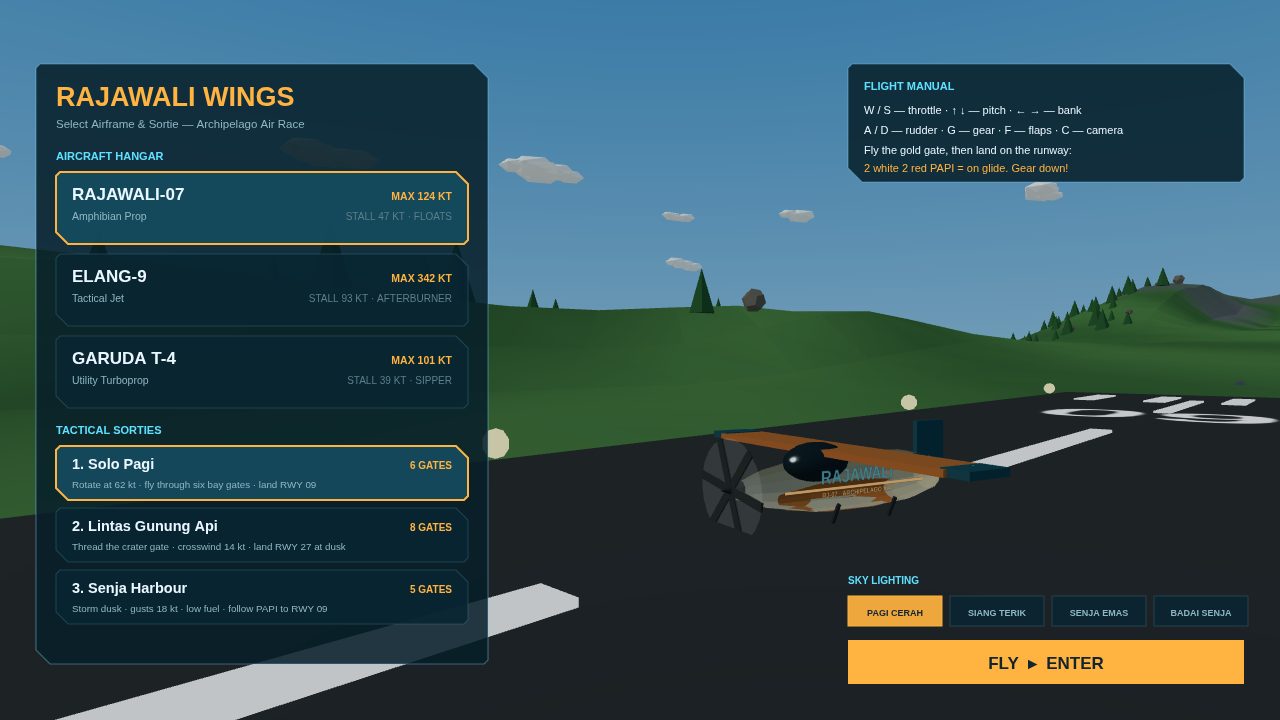 RAJAWALI WINGS
Select Airframe & Sortie — Archipelago Air Race
AIRCRAFT HANGAR
RAJAWALI-07
MAX 124 KT
Amphibian Prop
STALL 47 KT · FLOATS
ELANG-9
MAX 342 KT
Tactical Jet
STALL 93 KT · AFTERBURNER
GARUDA T-4
MAX 101 KT
Utility Turboprop
STALL 39 KT · SIPPER
TACTICAL SORTIES
1. Solo Pagi
6 GATES
Rotate at 62 kt · fly through six bay gates · land RWY 09
2. Lintas Gunung Api
8 GATES
Thread the crater gate · crosswind 14 kt · land RWY 27 at dusk
3. Senja Harbour
5 GATES
Storm dusk · gusts 18 kt · low fuel · follow PAPI to RWY 09
FLIGHT MANUAL
W / S — throttle · ↑ ↓ — pitch · ← → — bank
A / D — rudder · G — gear · F — flaps · C — camera
Fly the gold gate, then land on the runway:
2 white 2 red PAPI = on glide. Gear down!
RAJAWALI
ARCHIPELAGO
SKY LIGHTING
PAGI CERAH
SIANG TERIK
SENJA EMAS
BADAI SENJA
FLY ► ENTER